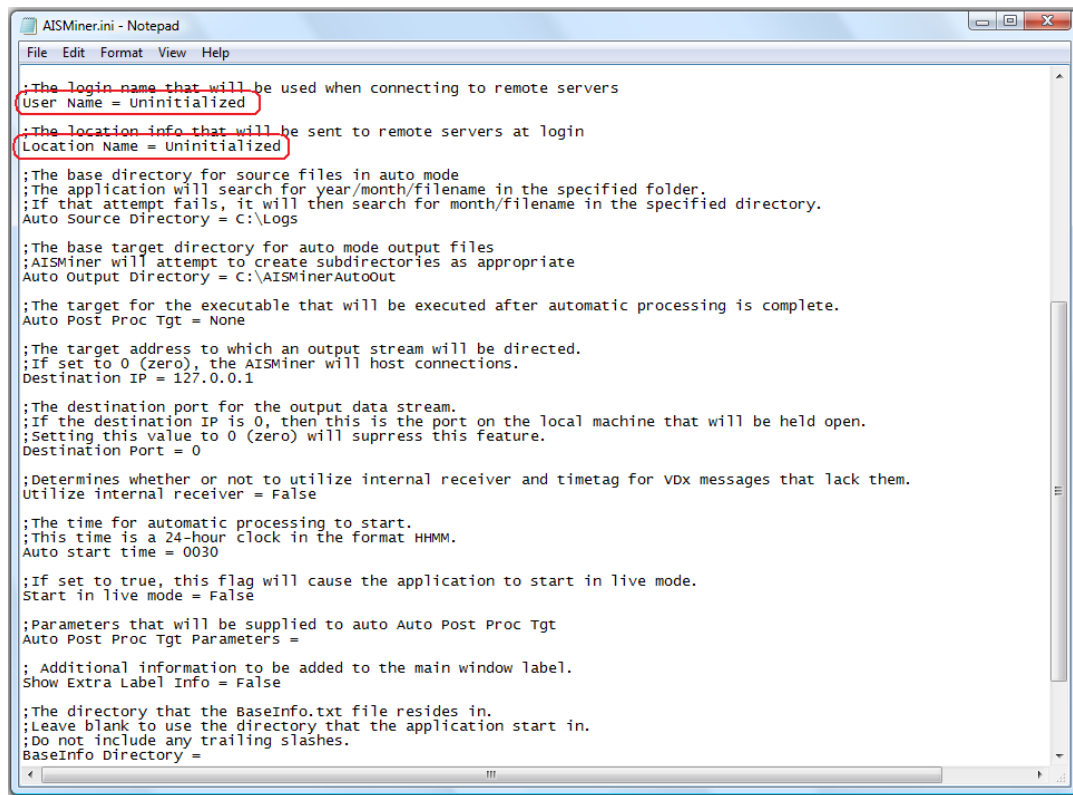 AISMiner.ini - Notepad
File Edit Format View Help
;The login name that will be used when connecting to remote servers
User Name = Uninitialized
;The location info that will be sent to remote servers at login
Location Name = Uninitialized
;The base directory for source files in auto mode
;The application will search for year/month/filename in the specified folder.
;If that attempt fails, it will then search for month/filename in the specified directory.
Auto Source Directory = C:\Logs
;The base target directory for auto mode output files
;AISMiner will attempt to create subdirectories as appropriate
Auto Output Directory = C:\AISMinerAutoOut
;The target for the executable that will be executed after automatic processing is complete.
Auto Post Proc Tgt = None
;The target address to which an output stream will be directed.
;If set to 0 (zero), the AISMiner will host connections.
Destination IP = 127.0.0.1
;The destination port for the output data stream.
;If the destination IP is 0, then this is the port on the local machine that will be held open.
;Setting this value to 0 (zero) will suprress this feature.
Destination Port = 0
;Determines whether or not to utilize internal receiver and timetag for VDx messages that lack them.
Utilize internal receiver = False
;The time for automatic processing to start.
;This time is a 24-hour clock in the format HHMM.
Auto start time = 0030
;If set to true, this flag will cause the application to start in live mode.
Start in live mode = False
;Parameters that will be supplied to auto Auto Post Proc Tgt
Auto Post Proc Tgt Parameters =
; Additional information to be added to the main window label.
Show Extra Label Info = False
;The directory that the BaseInfo.txt file resides in.
;Leave blank to use the directory that the application start in.
;Do not include any trailing slashes.
BaseInfo Directory =